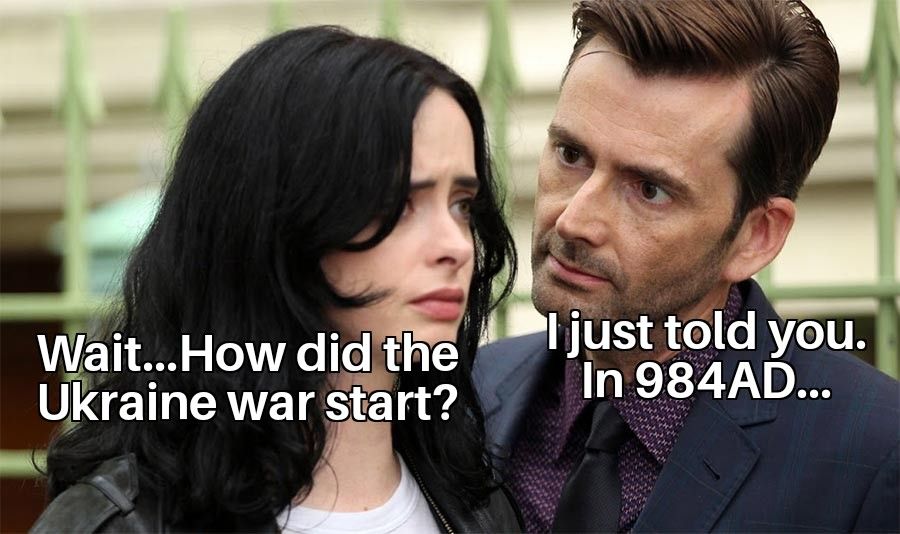 Wait...How did the
Ukraine war start?
I just told you.
In 984AD...